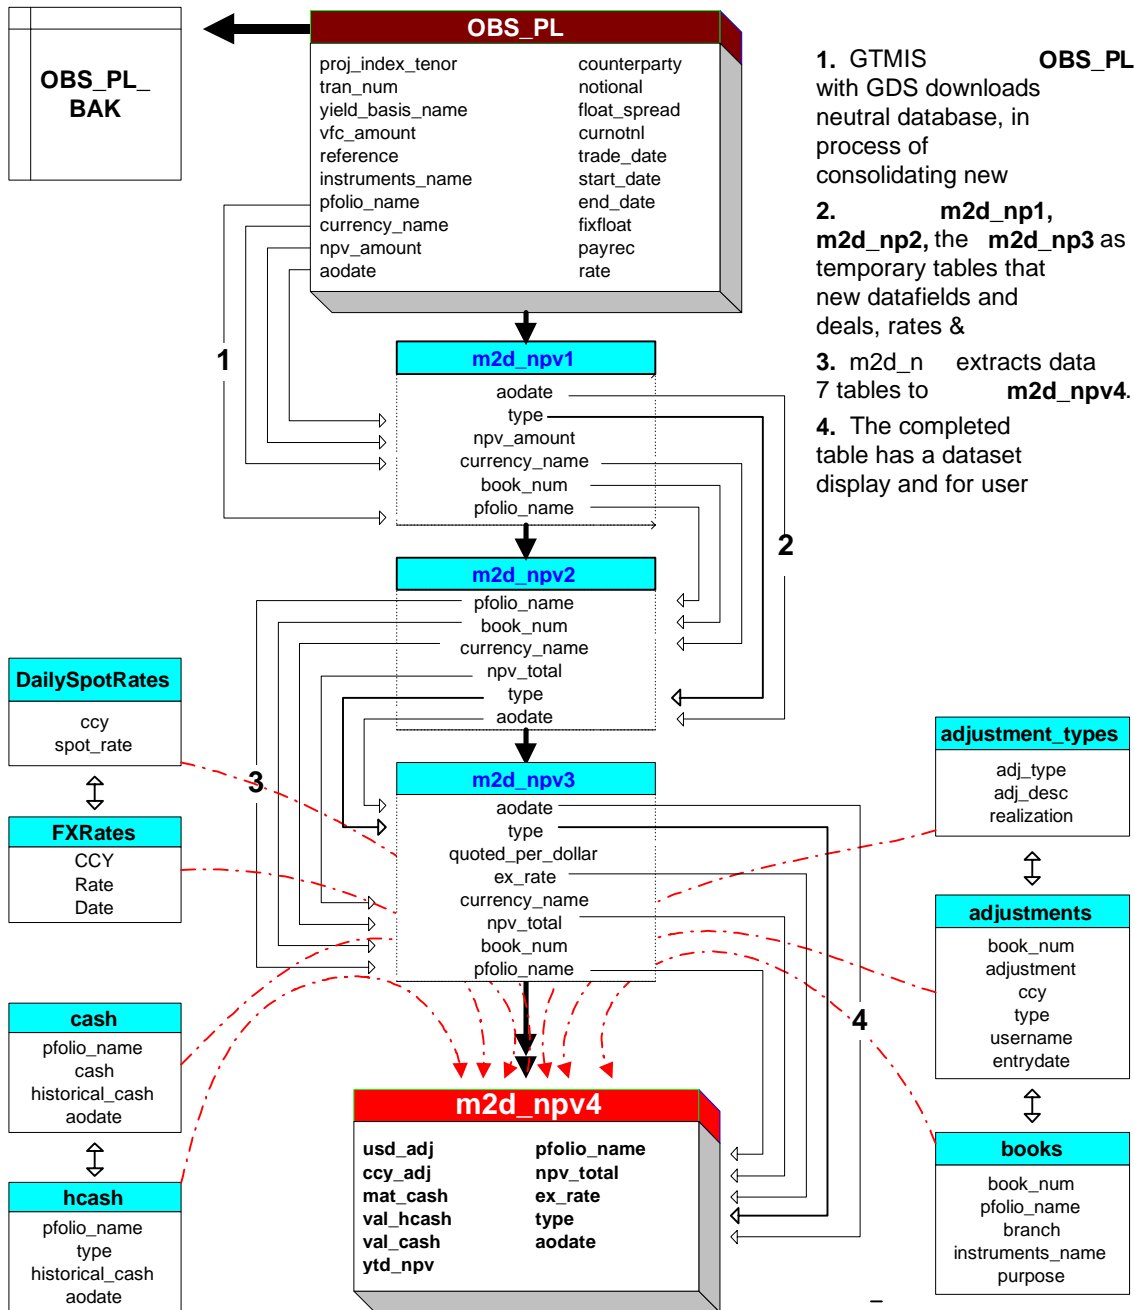 OBS_PL_
BAK
OBS_PL
proj_index_tenor
tran_num
yield_basis_name
vfc_amount
reference
instruments_name
pfolio_name
currency_name
npv_amount
aodate
counterparty
notional
float_spread
curnotnl
trade_date
start_date
end_date
fixfloat
payrec
rate
1. GTMIS OBS_PL
with GDS downloads
neutral database, in
process of
consolidating new
2. m2d_np1,
m2d_np2, the m2d_np3 as
temporary tables that
new datafields and
deals, rates &
3. m2d_n extracts data
7 tables to m2d_npv4.
4. The completed
table has a dataset
display and for user
1
m2d_npv1
aodate
type
npv_amount
currency_name
book_num
pfolio_name
2
m2d_npv2
pfolio_name
book_num
currency_name
npv_total
type
aodate
3
m2d_npv3
aodate
type
quoted_per_dollar
ex_rate
currency_name
npv_total
book_num
pfolio_name
4
DailySpotRates
ccy
spot_rate
FXRates
CCY
Rate
Date
cash
pfolio_name
cash
historical_cash
aodate
hcash
pfolio_name
type
historical_cash
aodate
adjustment_types
adj_type
adj_desc
realization
adjustments
book_num
adjustment
ccy
type
username
entrydate
books
book_num
pfolio_name
branch
instruments_name
purpose
m2d_npv4
usd_adj
ccy_adj
mat_cash
val_hcash
val_cash
ytd_npv
pfolio_name
npv_total
ex_rate
type
aodate
_